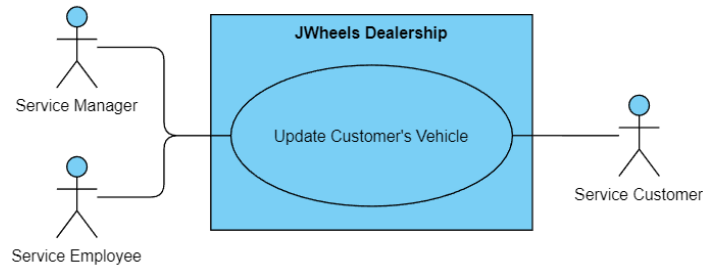 JWheels Dealership
Service Manager
Update Customer's Vehicle
Service Customer
Service Employee